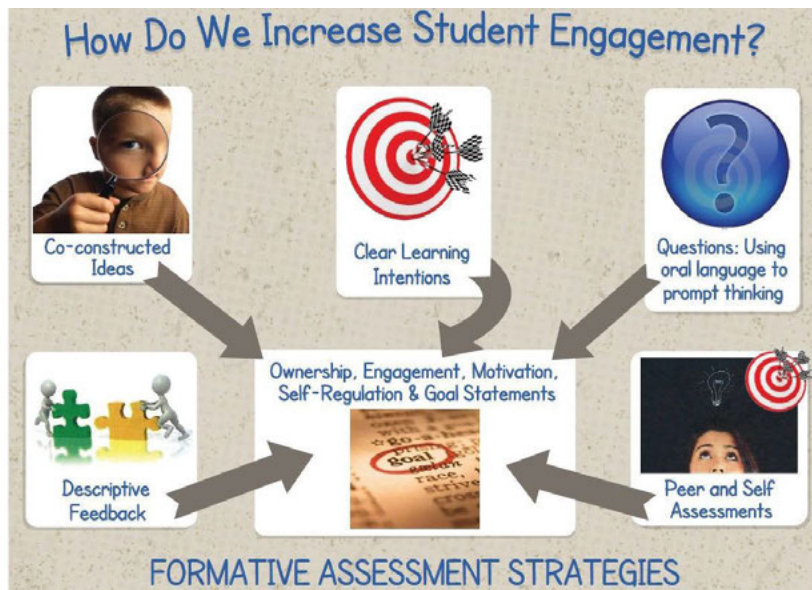 How Do We Increase Student Engagement?
Co-constructed
Ideas
Clear Learning
Intentions
Questions: Using
oral language to
prompt thinking
Ownership, Engagement, Motivation,
Self-Regulation & Goal Statements
goal
race,
Descriptive
Feedback
Peer and Self
Assessments
FORMATIVE ASSESSMENT STRATEGIES